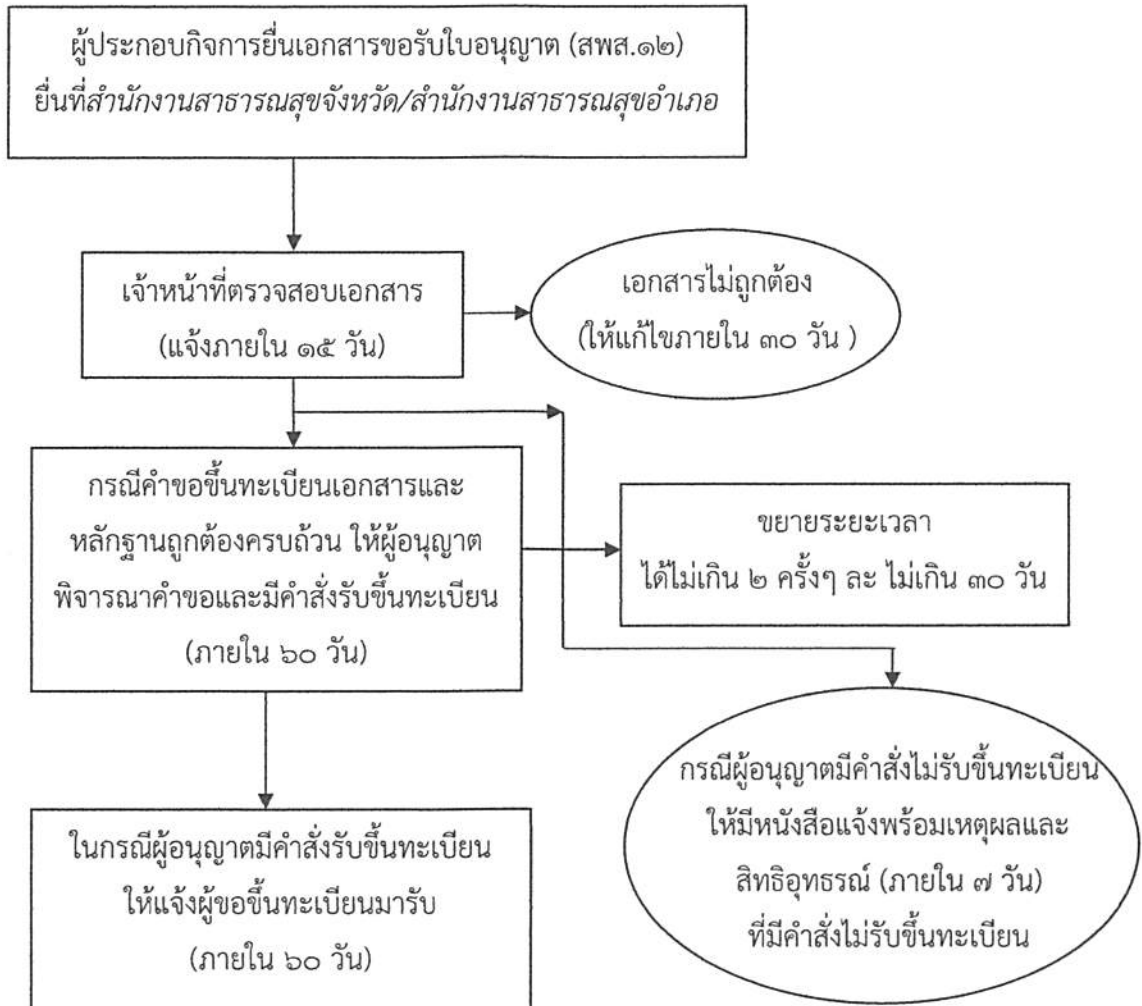 ผู้ประกอบกิจการยื่นเอกสารขอรับใบอนุญาต (สพส.๑๒)
ยื่นที่สำนักงานสาธารณสุขจังหวัด/สำนักงานสาธารณสุขอำเภอ
เจ้าหน้าที่ตรวจสอบเอกสาร
(แจ้งภายใน ๑๕ วัน)
เอกสารไม่ถูกต้อง
(ให้แก้ไขภายใน ๓๐ วัน )
กรณีคำขอขึ้นทะเบียนเอกสารและ
หลักฐานถูกต้องครบถ้วน ให้ผู้อนุญาต
พิจารณาคำขอและมีคำสั่งรับขึ้นทะเบียน
(ภายใน ๖๐ วัน)
ขยายระยะเวลา
ได้ไม่เกิน ๒ ครั้งๆ ละ ไม่เกิน ๓๐ วัน
กรณีผู้อนุญาตมีคำสั่งไม่รับขึ้นทะเบียน
ให้มีหนังสือแจ้งพร้อมเหตุผลและ
สิทธิอุทธรณ์ (ภายใน ๗ วัน)
ที่มีคำสั่งไม่รับขึ้นทะเบียน
ในกรณีผู้อนุญาตมีคำสั่งรับขึ้นทะเบียน
ให้แจ้งผู้ขอขึ้นทะเบียนมารับ
(ภายใน ๖๐ วัน)